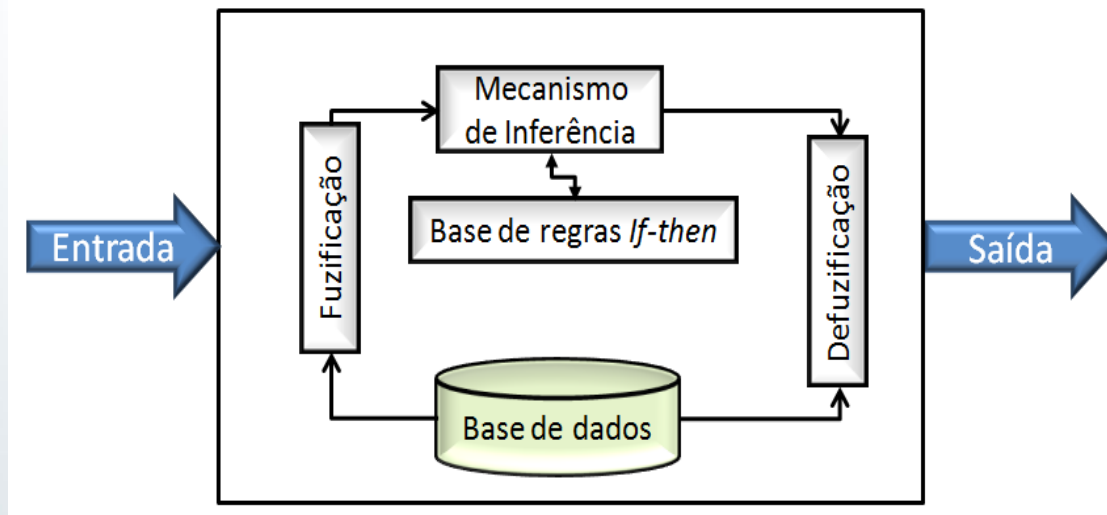 Entrada
Fuzificação
Mecanismo
de Inferência
Base de regras If-then
Base de dados
Defuzificação
Saída